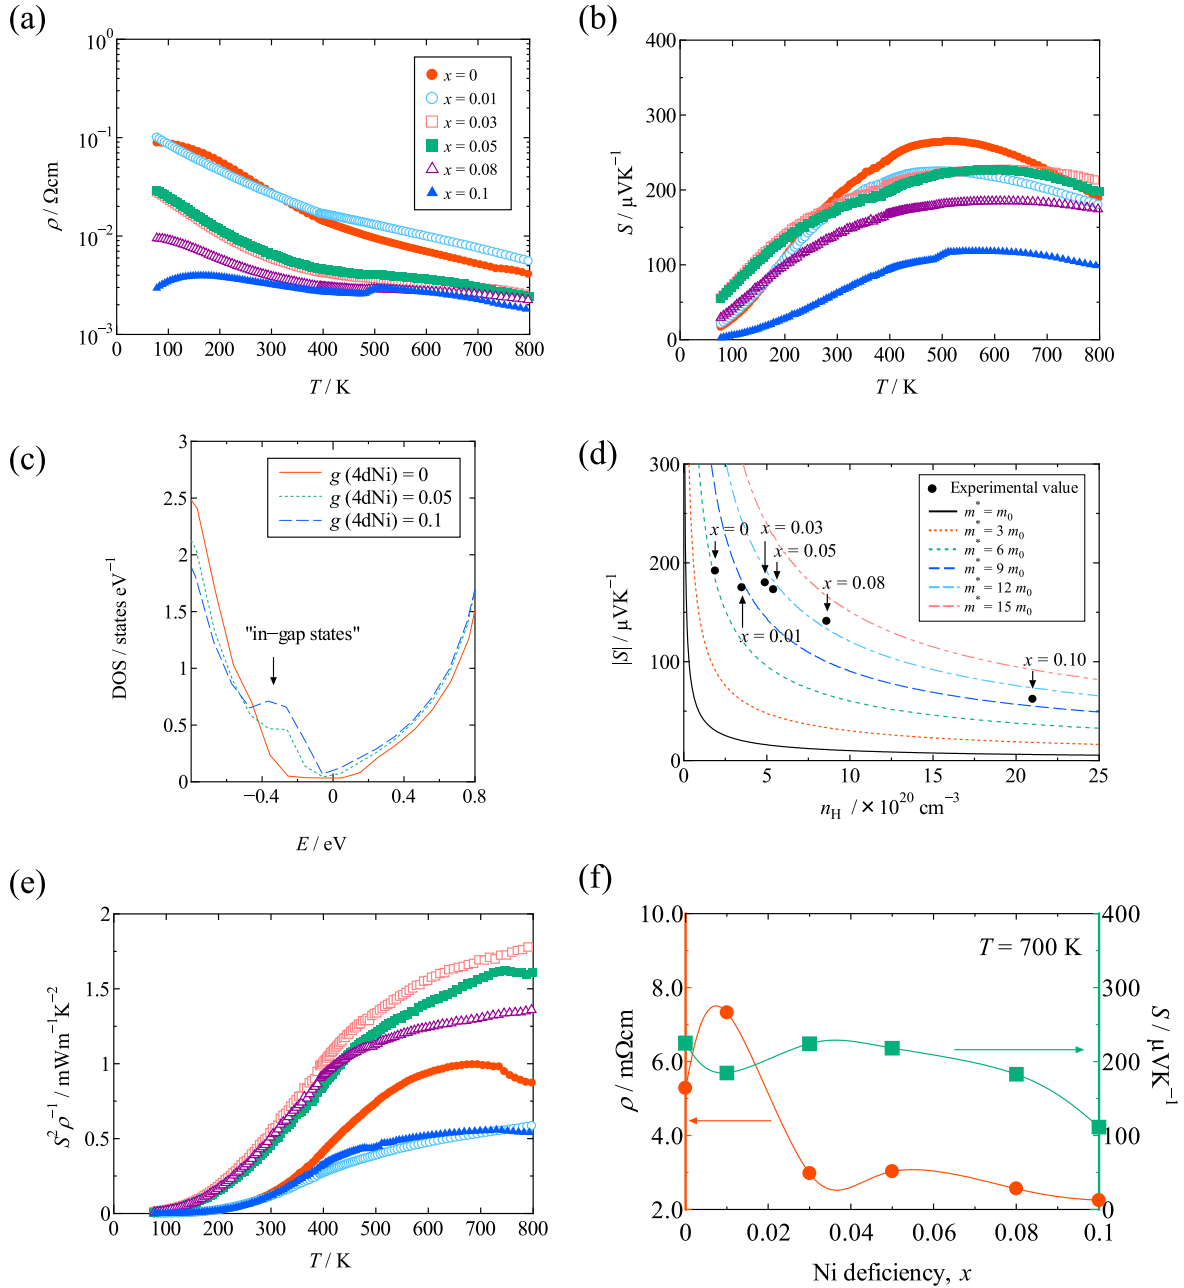 (a)
10⁰
10⁻¹
10⁻²
10⁻³
ρ / Ωcm
0 100 200 300 400 500 600 700 800
T / K
x = 0
x = 0.01
x = 0.03
x = 0.05
x = 0.08
x = 0.1
(b)
400
300
200
100
0
S / μVK⁻¹
0 100 200 300 400 500 600 700 800
T / K
(c)
3
2.5
2
1.5
1
0.5
0
DOS / states eV⁻¹
g (4dNi) = 0
g (4dNi) = 0.05
g (4dNi) = 0.1
"in−gap states"
−0.4 0 0.4 0.8
E / eV
(d)
300
200
100
0
|S| / μVK⁻¹
Experimental value
m* = m₀
m* = 3 m₀
m* = 6 m₀
m* = 9 m₀
m* = 12 m₀
m* = 15 m₀
x = 0
x = 0.03
x = 0.05
x = 0.08
x = 0.01
x = 0.10
0 5 10 15 20 25
n_H / × 10²⁰ cm⁻³
(e)
2
1.5
1
0.5
0
S²ρ⁻¹ / mWm⁻¹K⁻²
0 100 200 300 400 500 600 700 800
T / K
(f)
10.0
8.0
6.0
4.0
2.0
ρ / mΩcm
T = 700 K
400
300
200
100
0
S / μVK⁻¹
0 0.02 0.04 0.06 0.08 0.1
Ni deficiency, x